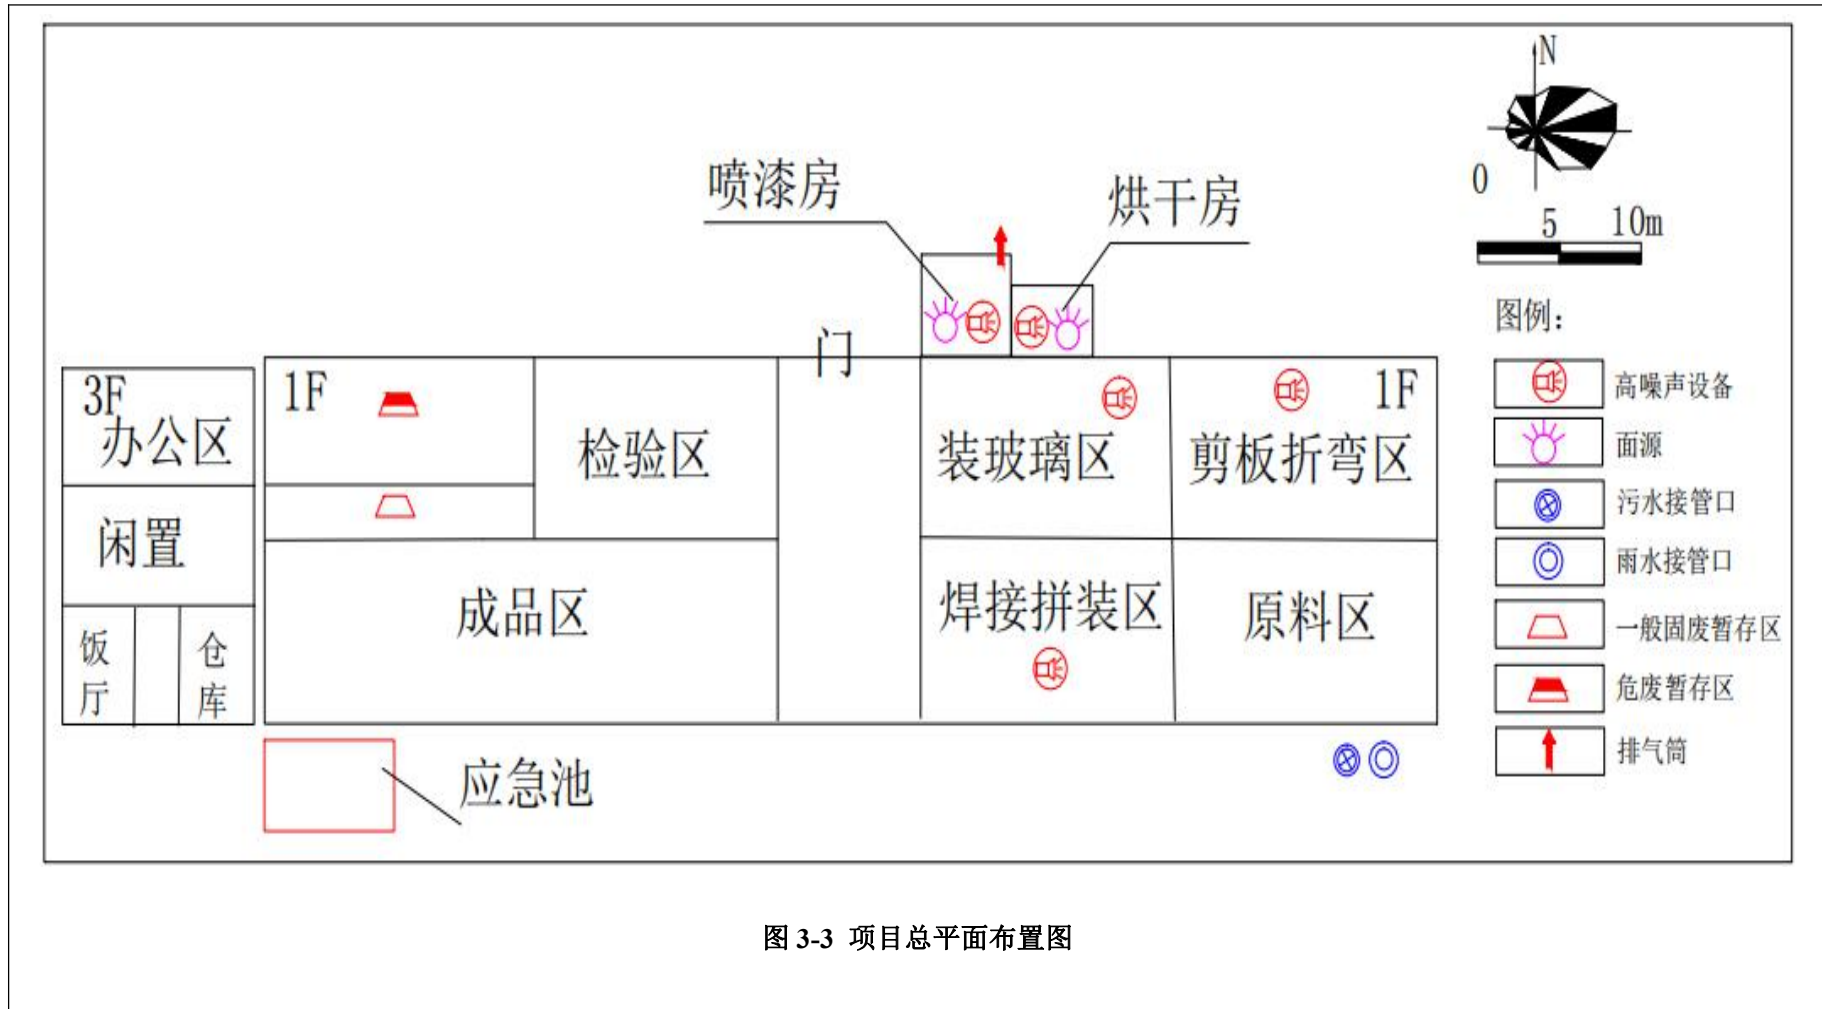 N
0
5 10m
喷漆房
烘干房
图例：
门
3F
办公区
1F
检验区
装玻璃区
剪板折弯区
1F
闲置
成品区
焊接拼装区
原料区
饭厅
仓库
应急池
高噪声设备
面源
污水接管口
雨水接管口
一般固废暂存区
危废暂存区
排气筒
图 3-3 项目总平面布置图